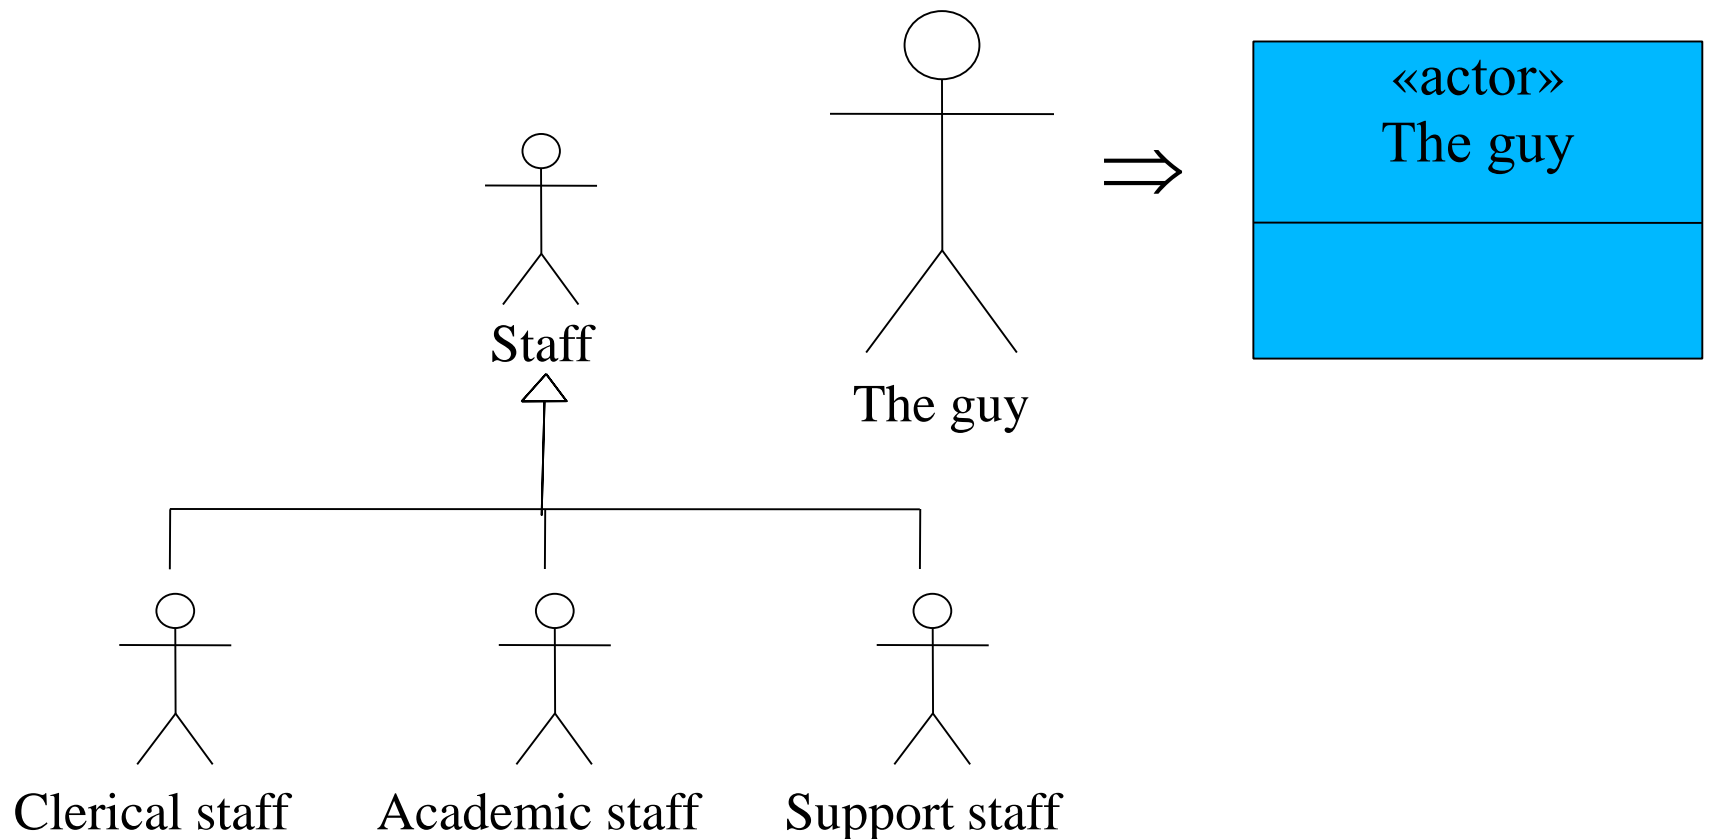 «actor»
The guy
Staff
The guy
Clerical staff
Academic staff
Support staff